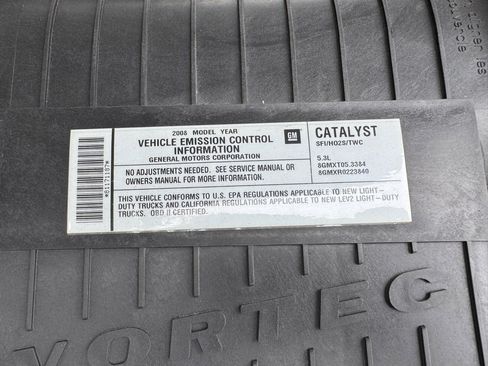 2008 MODEL YEAR
VEHICLE EMISSION CONTROL
INFORMATION
GENERAL MOTORS CORPORATION
GM
CATALYST
SFI/HO2S/TWC
NO ADJUSTMENTS NEEDED. SEE SERVICE MANUAL OR
OWNERS MANUAL FOR MORE INFORMATION.
5.3L
8GMXT05.3384
8GMXR0223840
THIS VEHICLE CONFORMS TO U.S. EPA REGULATIONS APPLICABLE TO NEW LIGHT-
DUTY TRUCKS AND CALIFORNIA REGULATIONS APPLICABLE TO NEW LEV2 LIGHT-DUTY
TRUCKS. OBD II CERTIFIED.
VORTEC